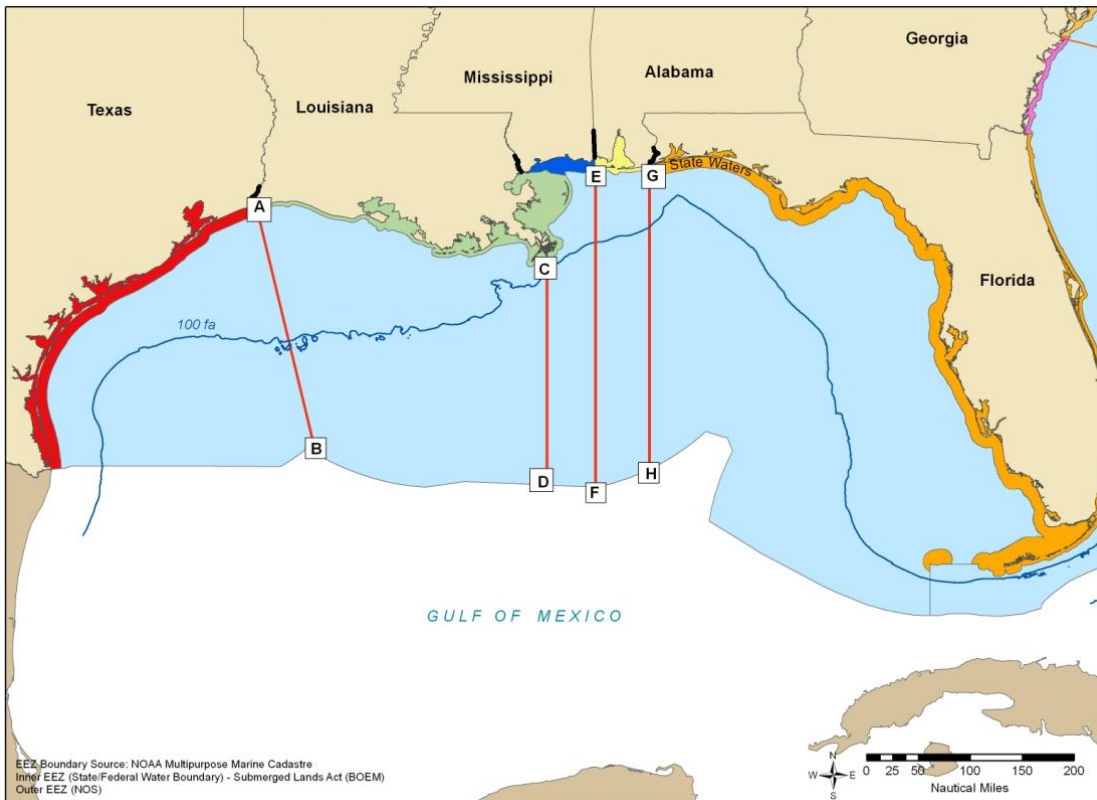 Georgia
Mississippi
Alabama
Texas
Louisiana
State Waters
E
G
A
C
Florida
100 fa
B
D
H
F
GULF OF MEXICO
EEZ Boundary Source: NOAA Multipurpose Marine Cadastre
Inner EEZ (State/Federal Water Boundary) - Submerged Lands Act (BOEM)
Outer EEZ (NOS)
N
W E
S
0 25 50 100 150 200
Nautical Miles